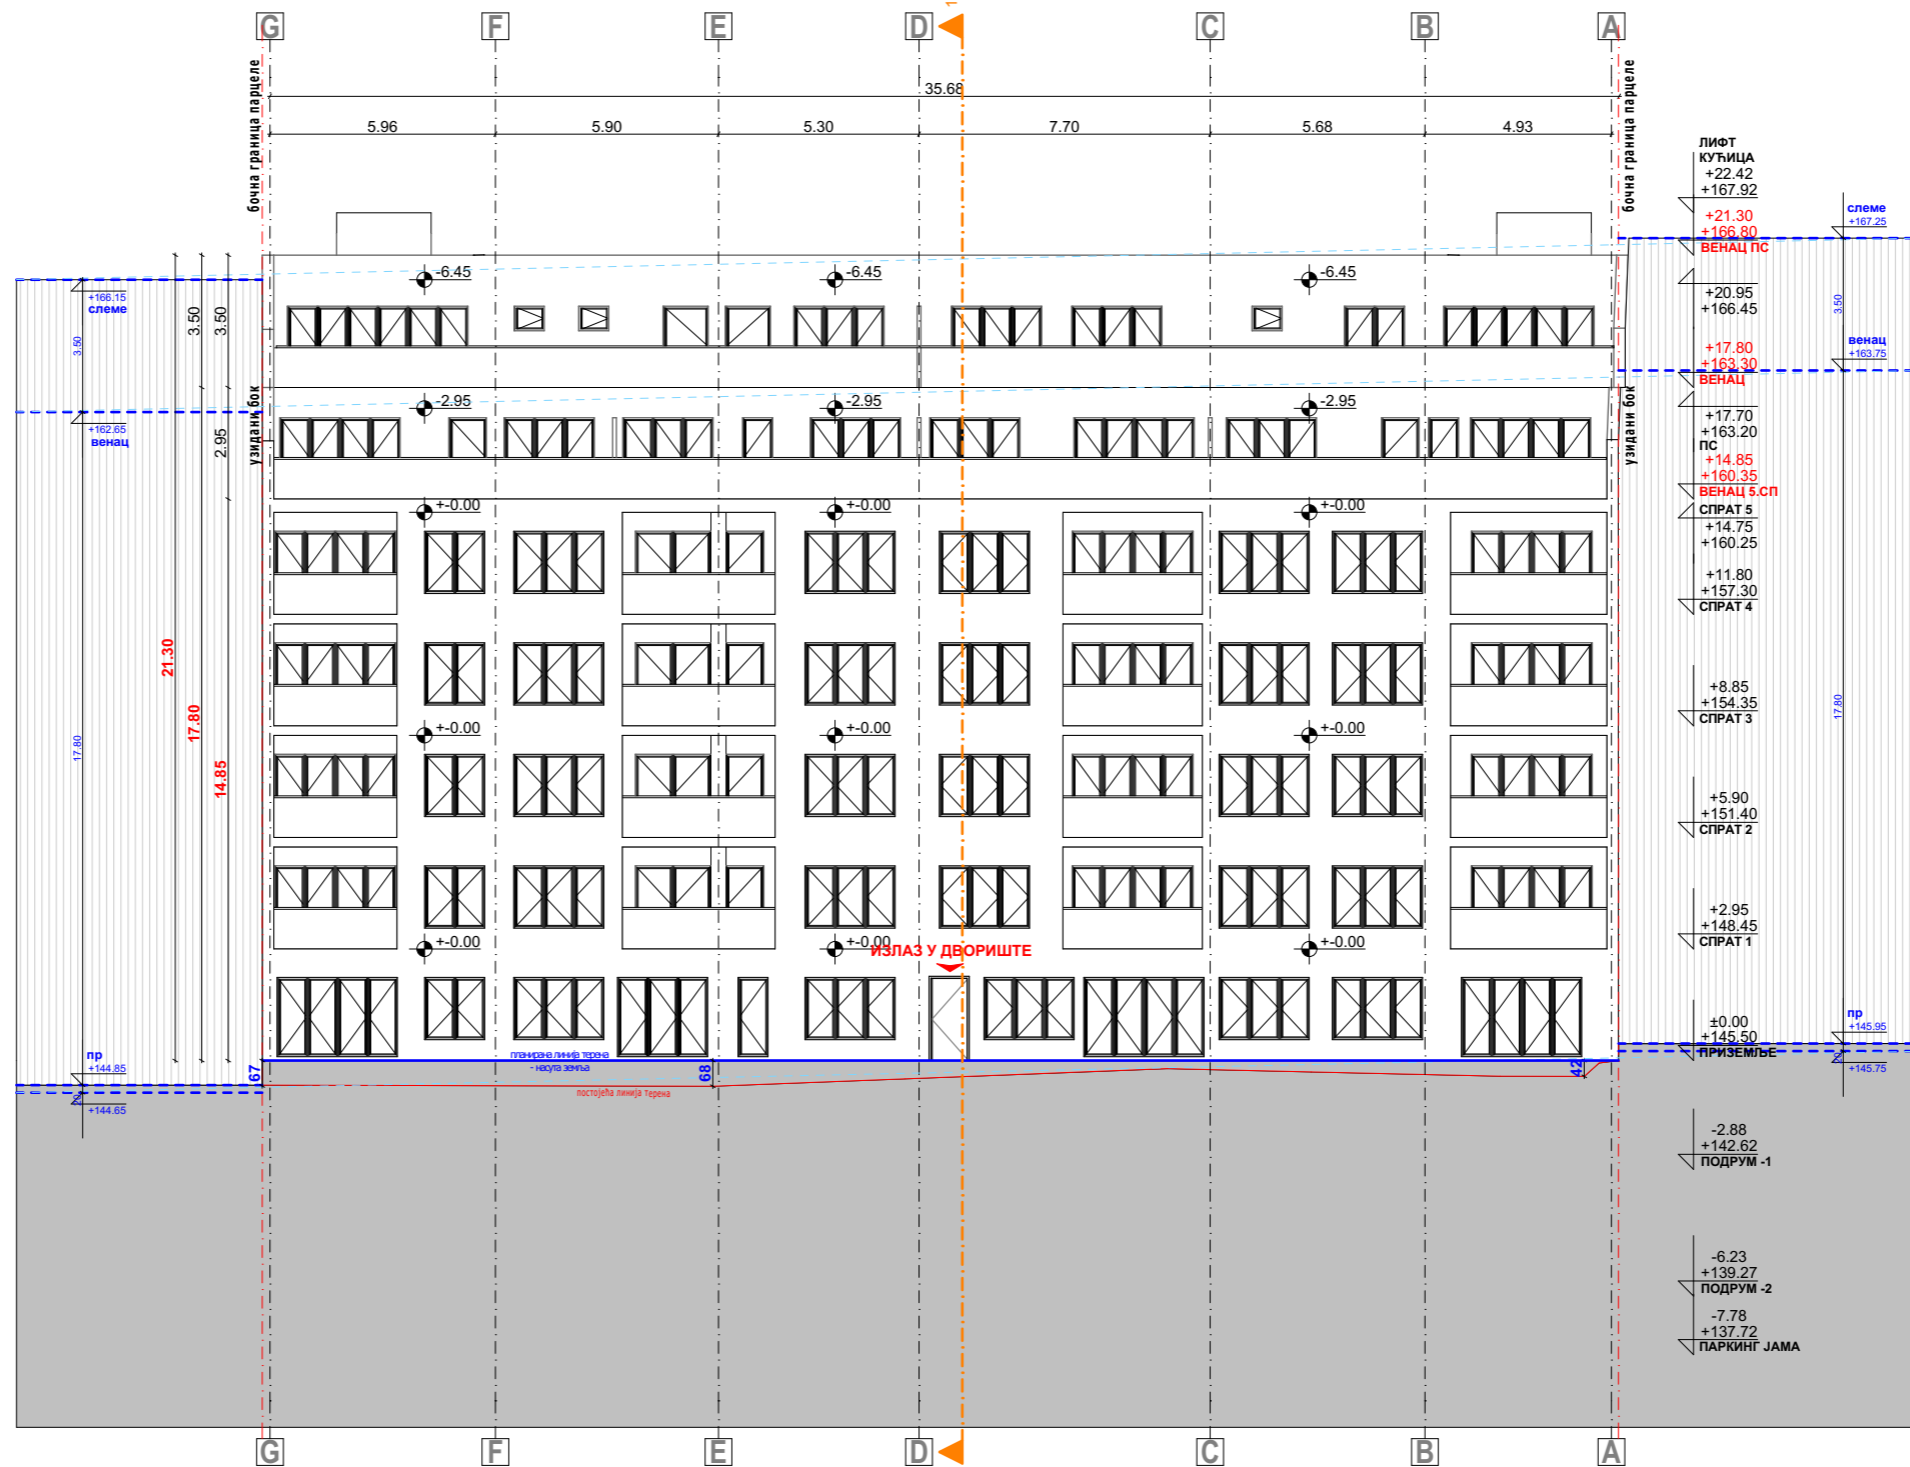 G F E D C B A
35.68
5.96 5.90 5.30 7.70 5.68 4.93
бочна граница парцеле
бочна граница парцеле
узидани бок
узидани бок
ЛИФТ
КУЋИЦА
+22.42
+167.92
+21.30
+166.80
ВЕНАЦ ПС
+20.95
+166.45
+17.80
+163.30
ВЕНАЦ
+17.70
+163.20
ПС
+14.85
+160.35
ВЕНАЦ 5.СП
СПРАТ 5
+14.75
+160.25
+11.80
+157.30
СПРАТ 4
+8.85
+154.35
СПРАТ 3
+5.90
+151.40
СПРАТ 2
+2.95
+148.45
СПРАТ 1
±0.00
+145.50
ПРИЗЕМЉЕ
-2.88
+142.62
ПОДРУМ -1
-6.23
+139.27
ПОДРУМ -2
-7.78
+137.72
ПАРКИНГ ЈАМА
слеме
+167.25
3.50
венац
+163.75
17.80
пр
+145.95
20
+145.75
+166.15
слеме
3.50
+162.65
венац
17.80
пр
+144.85
20
+144.65
3.50 3.50
2.95
21.30
17.80
14.85
-6.45 -6.45 -6.45
-2.95 -2.95 -2.95
+-0.00 +-0.00 +-0.00
+-0.00 +-0.00 +-0.00
+-0.00 +-0.00 +-0.00
ИЗЛАЗ У ДВОРИШТЕ
67 68 42
планирана линија терена
- насута земља
постојећа линија терена
G F E D C B A